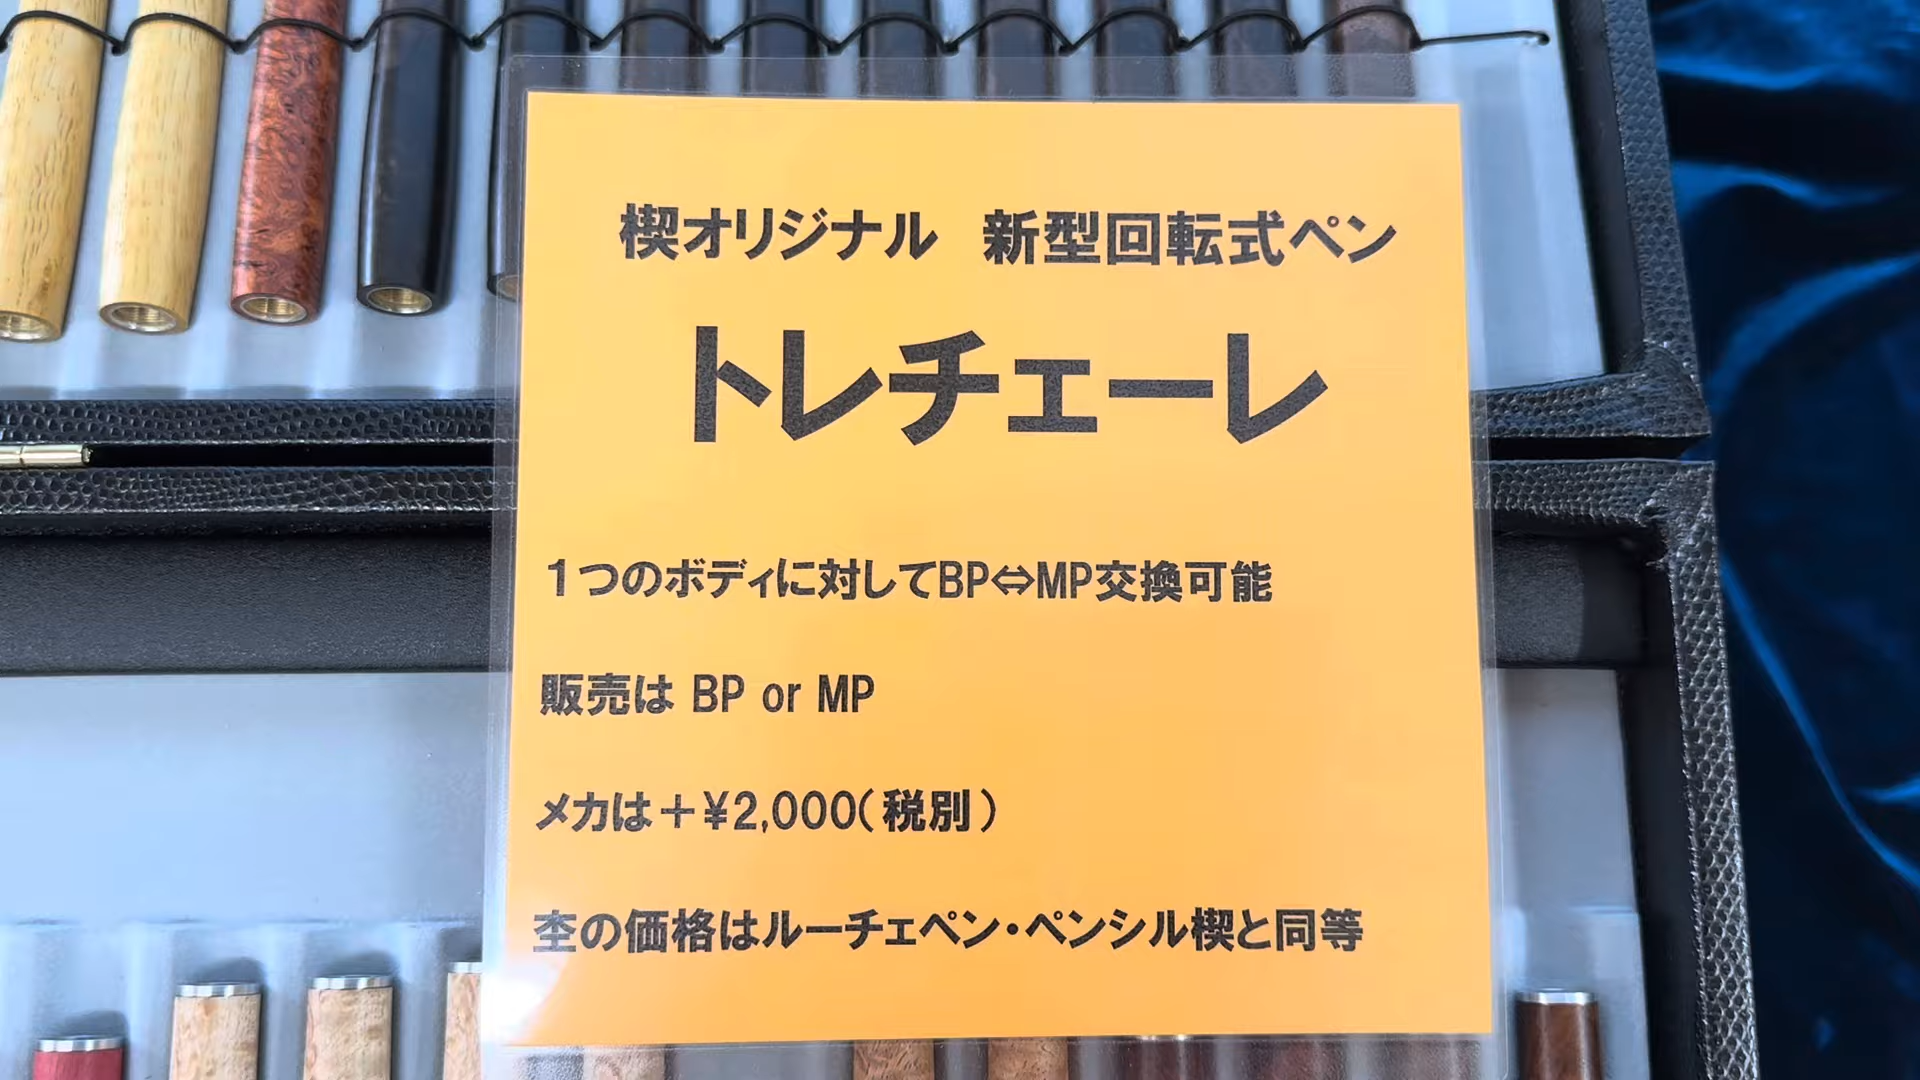 楔オリジナル　新型回転式ペン
トレチェーレ
１つのボディに対してBP⇔MP交換可能
販売は BP or MP
メカは＋¥2,000（税別）
杢の価格はルーチェペン・ペンシル楔と同等